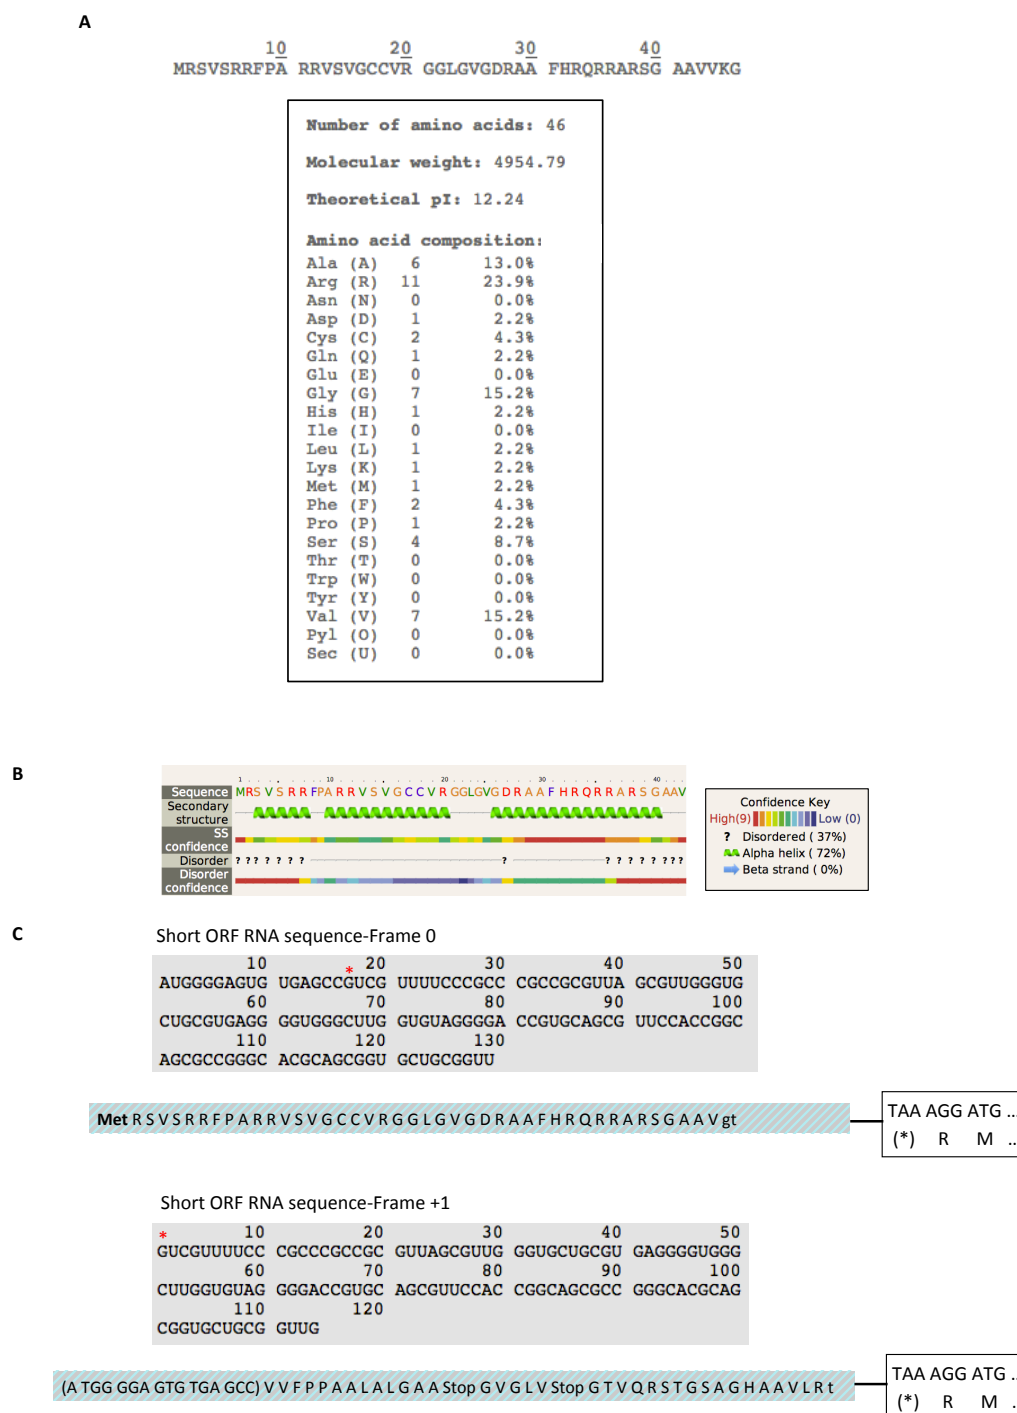 A
10 20 30 40
MRSVSRRFPA RRVSVGCCVR GGLGVGDRAA FHRQRRARSG AAVVKG
Number of amino acids: 46
Molecular weight: 4954.79
Theoretical pI: 12.24
Amino acid composition:
Ala (A) 6 13.0%
Arg (R) 11 23.9%
Asn (N) 0 0.0%
Asp (D) 1 2.2%
Cys (C) 2 4.3%
Gln (Q) 1 2.2%
Glu (E) 0 0.0%
Gly (G) 7 15.2%
His (H) 1 2.2%
Ile (I) 0 0.0%
Leu (L) 1 2.2%
Lys (K) 1 2.2%
Met (M) 1 2.2%
Phe (F) 2 4.3%
Pro (P) 1 2.2%
Ser (S) 4 8.7%
Thr (T) 0 0.0%
Trp (W) 0 0.0%
Tyr (Y) 0 0.0%
Val (V) 7 15.2%
Pyl (O) 0 0.0%
Sec (U) 0 0.0%
B
1 10 20 30 40
Sequence MRSVSRRFPARRVSVGCCVRGGLGVGDRAAFHRQRRARSGAAV
Secondary structure
SS confidence
Disorder ? ? ? ? ? ? ? ? ? ? ? ? ? ? ? ?
Disorder confidence
Confidence Key
High(9) Low (0)
? Disordered (37%)
Alpha helix (72%)
Beta strand (0%)
C
Short ORF RNA sequence-Frame 0
10 * 20 30 40 50
AUGGGGAGUG UGAGCCGUCG UUUUCCCGCC CGCCGCGUUA GCGUUGGGUG
60 70 80 90 100
CUGCGUGAGG GGUGGGCUUG GUGUAGGGGA CCGUGCAGCG UUCCACCGGC
110 120 130
AGCGCCGGGC ACGCAGCGGU GCUGCGGUU
Met R S V S R R F P A R R V S V G C C V R G G L G V G D R A A F H R Q R R A R S G A A V gt
TAA AGG ATG ...
(*) R M ..
Short ORF RNA sequence-Frame +1
* 10 20 30 40 50
GUCGUUUUCC CGCCCGCCGC GUUAGCGUUG GGUGCUGCGU GAGGGGUGGG
60 70 80 90 100
CUUGGUGUAG GGGACCGUGC AGCGUUCCAC CGGCAGCGCC GGGCACGCAG
110 120
CGGUGCUGCG GUUG
(A TGG GGA GTG TGA GCC) V V F P P A A L A L G A A Stop G V G L V Stop G T V Q R S T G S A G H A A V L R t
TAA AGG ATG ...
(*) R M ..